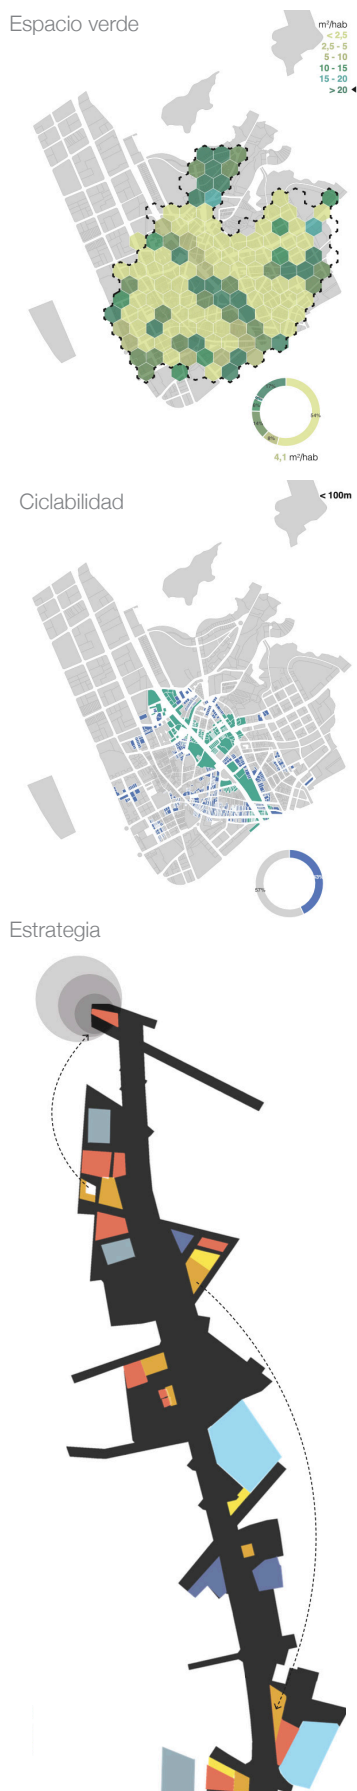 Espacio verde
m²/hab
< 2,5
2,5 - 5
5 - 10
10 - 15
15 - 20
> 20
54%
4,1 m²/hab
Ciclabilidad
< 100m
57%
Estrategia